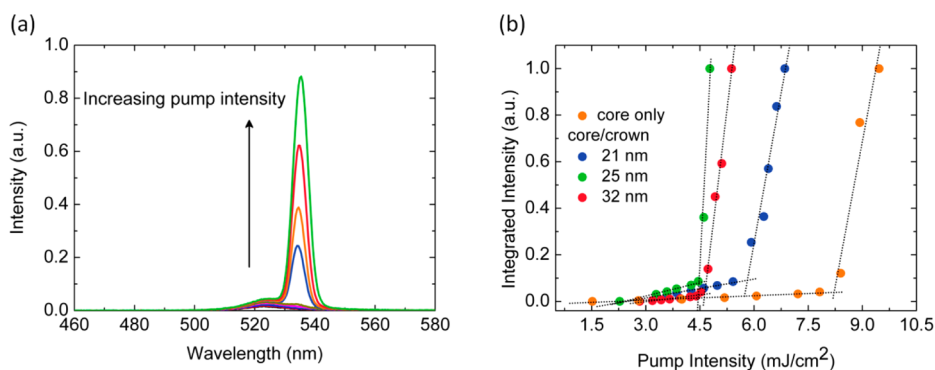 (a)
Intensity (a.u.)
1.0
0.8
0.6
0.4
0.2
0.0
Increasing pump intensity
460 480 500 520 540 560 580
Wavelength (nm)
(b)
Integrated Intensity (a.u.)
1.0
0.8
0.6
0.4
0.2
0.0
core only
core/crown
21 nm
25 nm
32 nm
1.5 3.0 4.5 6.0 7.5 9.0 10.5
Pump Intensity (mJ/cm²)